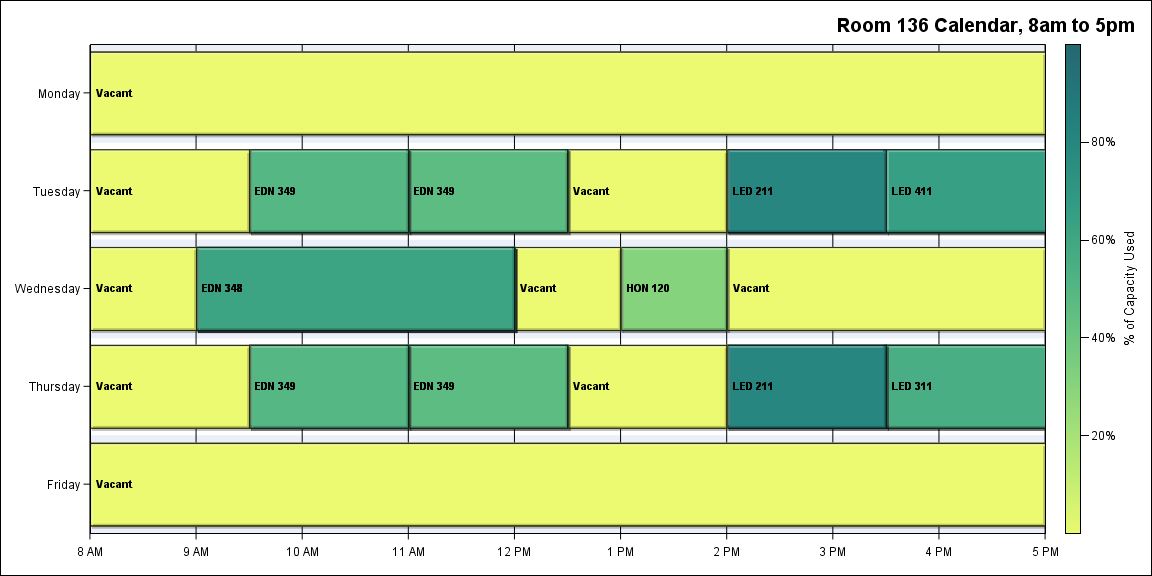 Room 136 Calendar, 8am to 5pm
Monday
Vacant
Tuesday
Vacant
EDN 349
EDN 349
Vacant
LED 211
LED 411
Wednesday
Vacant
EDN 348
Vacant
HON 120
Vacant
Thursday
Vacant
EDN 349
EDN 349
Vacant
LED 211
LED 311
Friday
Vacant
8 AM
9 AM
10 AM
11 AM
12 PM
1 PM
2 PM
3 PM
4 PM
5 PM
80%
60%
40%
20%
% of Capacity Used